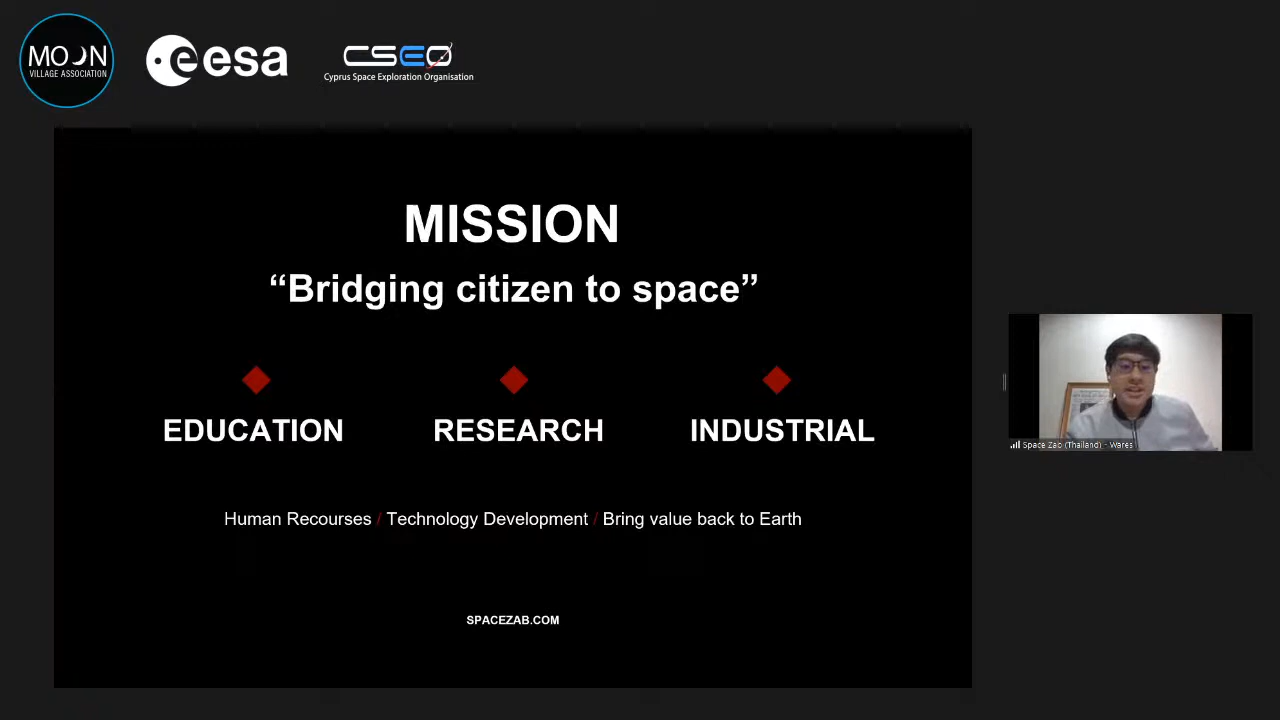 MOON
VILLAGE ASSOCIATION
esa
CSEO
Cyprus Space Exploration Organisation
MISSION
“Bridging citizen to space”
EDUCATION RESEARCH INDUSTRIAL
Human Recourses / Technology Development / Bring value back to Earth
SPACEZAB.COM
Space Zab (Thailand) - Wares